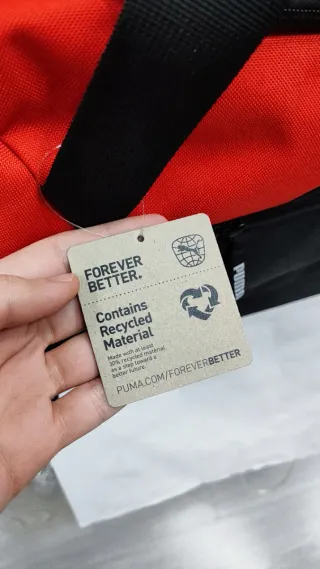 FOREVER
BETTER.
Contains
Recycled
Material
Made with at least
30% recycled material
as a step toward a
better future.
PUMA.COM/FOREVERBETTER
PUMA